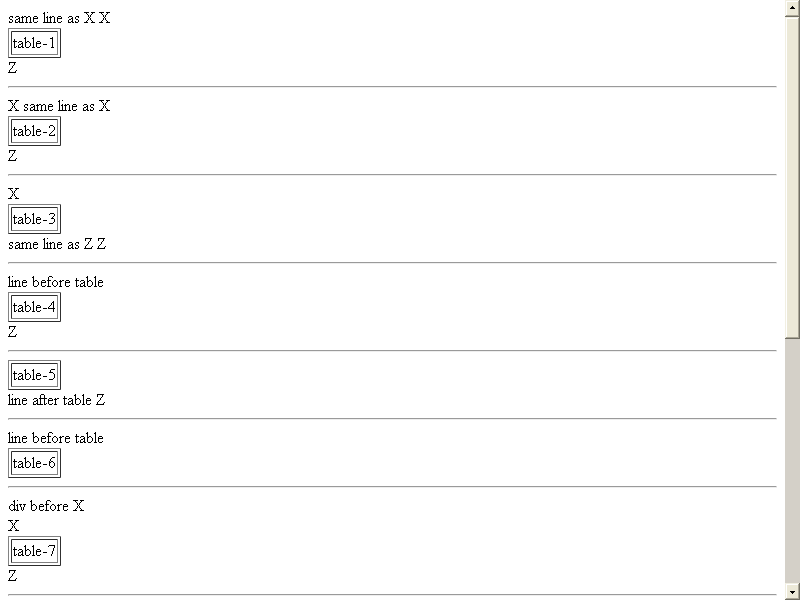 same line as X X
table-1
Z
X same line as X
table-2
Z
X
table-3
same line as Z Z
line before table
table-4
Z
table-5
line after table Z
line before table
table-6
div before X
X
table-7
Z